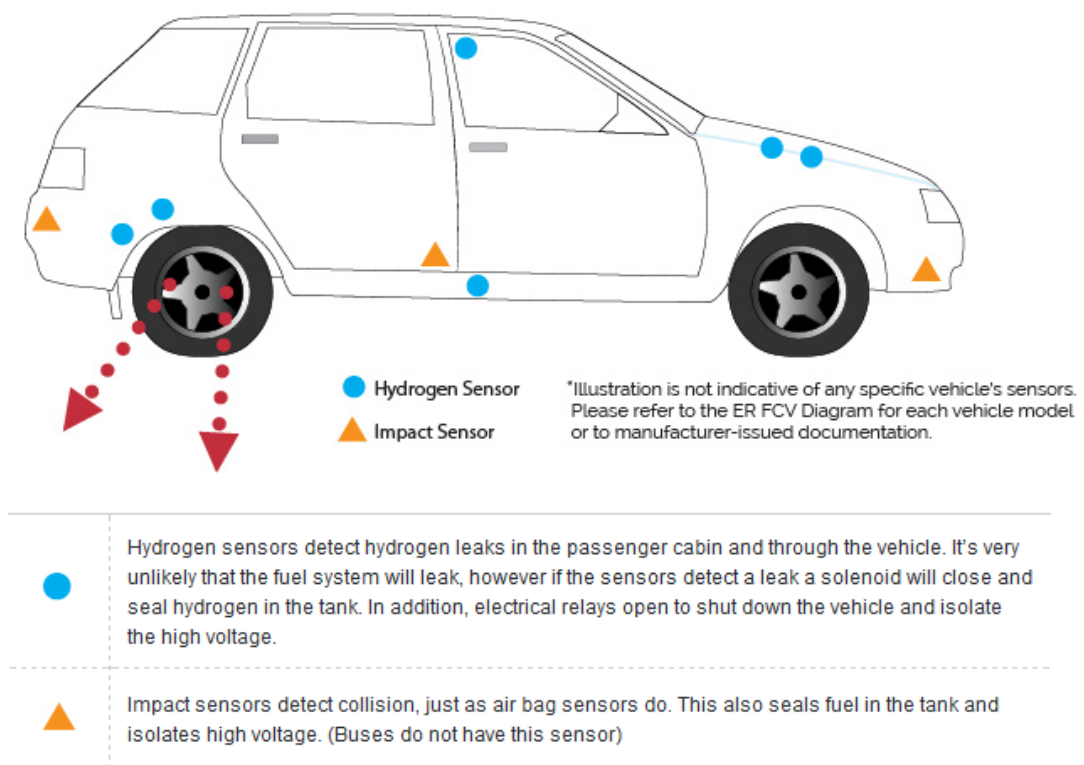 Hydrogen Sensor
Impact Sensor
*Illustration is not indicative of any specific vehicle's sensors.
Please refer to the ER FCV Diagram for each vehicle model
or to manufacturer-issued documentation.
Hydrogen sensors detect hydrogen leaks in the passenger cabin and through the vehicle. It’s very
unlikely that the fuel system will leak, however if the sensors detect a leak a solenoid will close and
seal hydrogen in the tank. In addition, electrical relays open to shut down the vehicle and isolate
the high voltage.
Impact sensors detect collision, just as air bag sensors do. This also seals fuel in the tank and
isolates high voltage. (Buses do not have this sensor)